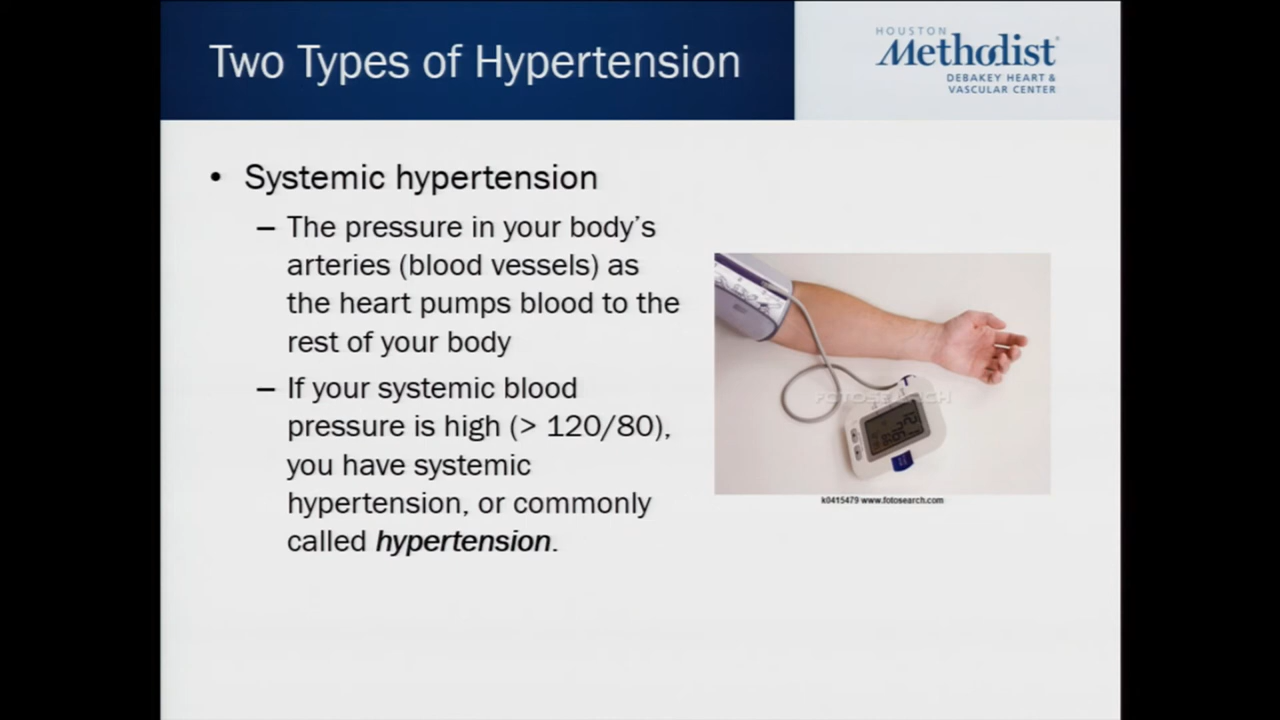 Two Types of Hypertension
HOUSTON
Methodist
DEBAKEY HEART &
VASCULAR CENTER
• Systemic hypertension
– The pressure in your body's
arteries (blood vessels) as
the heart pumps blood to the
rest of your body
– If your systemic blood
pressure is high (> 120/80),
you have systemic
hypertension, or commonly
called hypertension.
FOTOSEARCH
k0415479 www.fotosearch.com